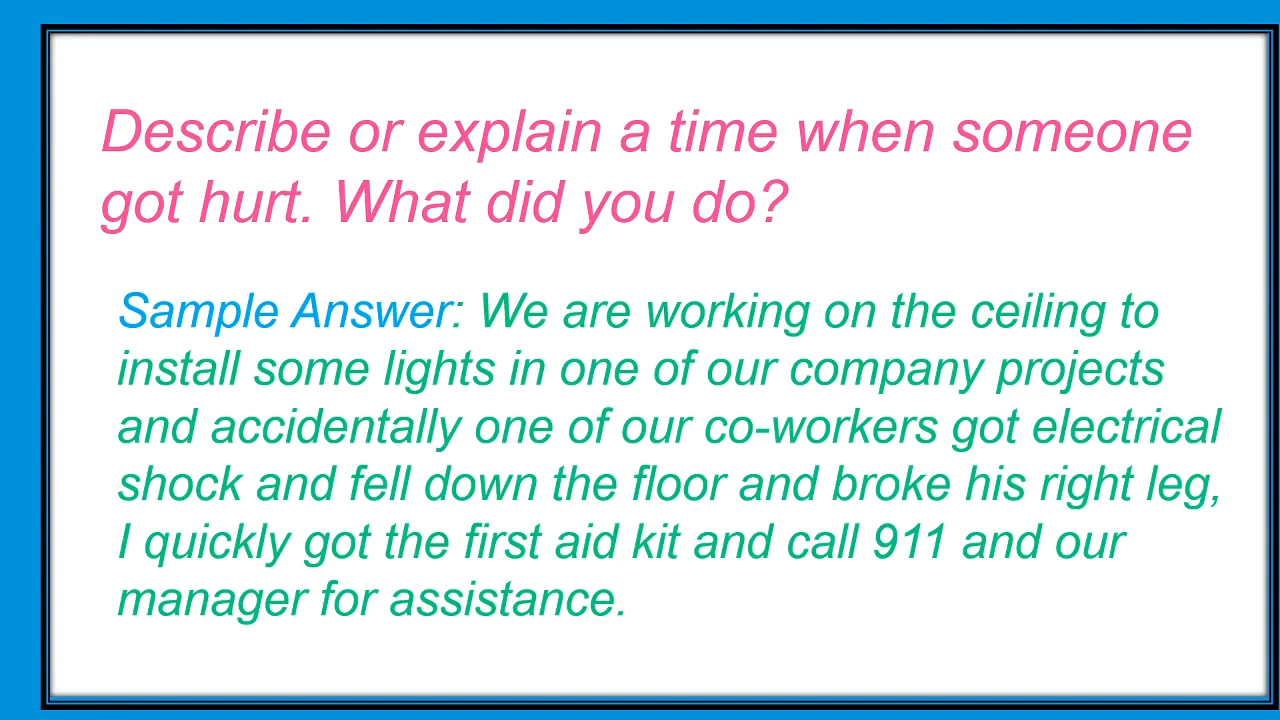 Describe or explain a time when someone
got hurt. What did you do?
Sample Answer: We are working on the ceiling to
install some lights in one of our company projects
and accidentally one of our co-workers got electrical
shock and fell down the floor and broke his right leg,
I quickly got the first aid kit and call 911 and our
manager for assistance.